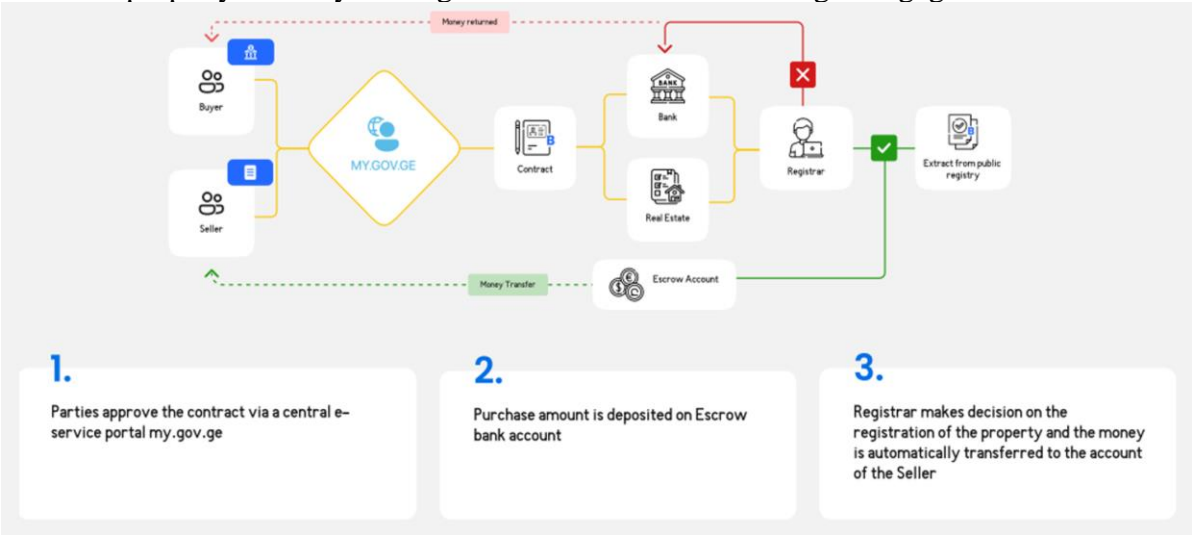 Money returned
Buyer
BANK
Bank
MY.GOV.GE
Contract
Registrar
Extract from public
registry
Seller
Real Estate
Money Transfer
Escrow Account
1.
Parties approve the contract via a central e-
service portal my.gov.ge
2.
Purchase amount is deposited on Escrow
bank account
3.
Registrar makes decision on the
registration of the property and the money
is automatically transferred to the account
of the Seller